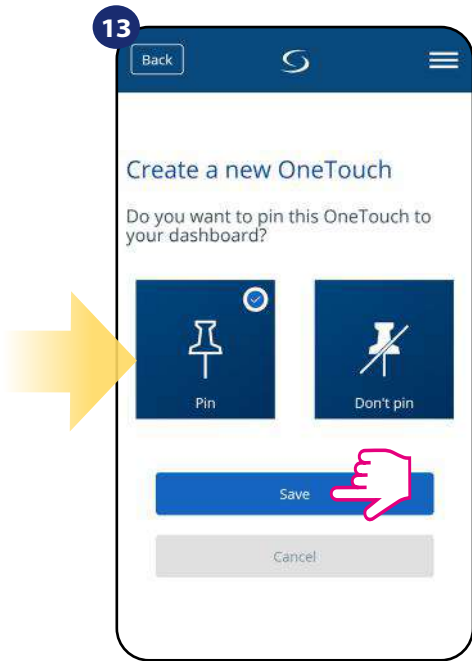 13
Back
Create a new OneTouch
Do you want to pin this OneTouch to
your dashboard?
Pin
Don't pin
Save
Cancel